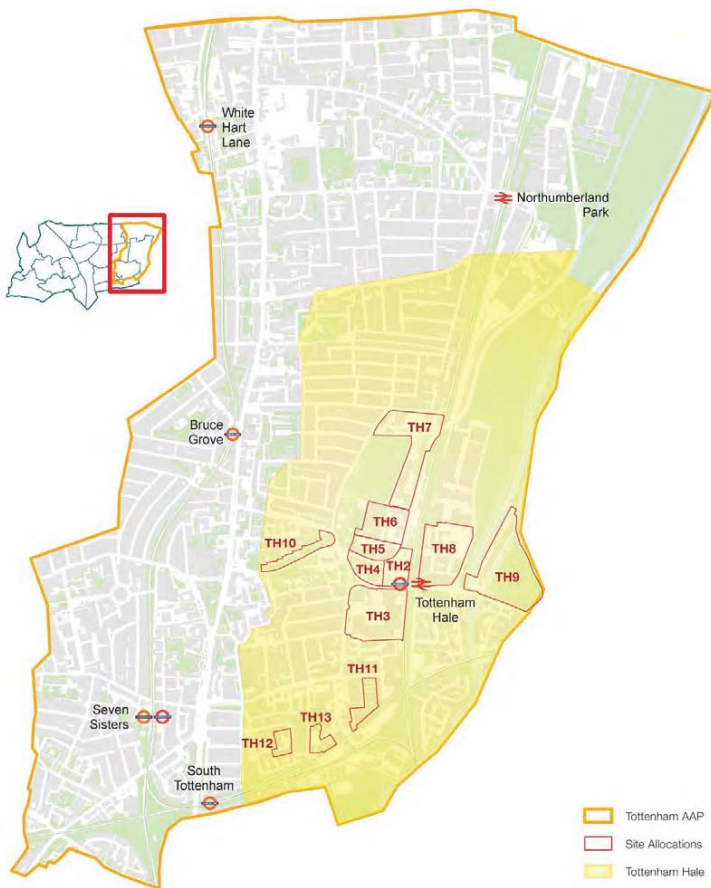 White
Hart
Lane
Northumberland
Park
Bruce
Grove
TH7
TH6
TH10
TH5
TH8
TH4
TH2
TH9
Tottenham
Hale
TH3
TH11
Seven
Sisters
TH13
TH12
South
Tottenham
Tottenham AAP
Site Allocations
Tottenham Hale